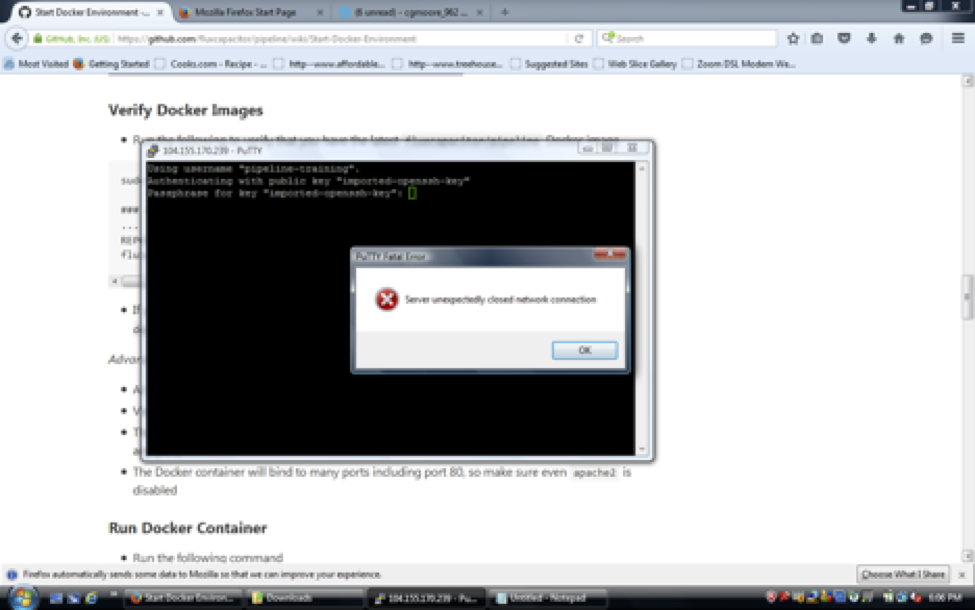 Start Docker Environment-...
Mozilla Firefox Start Page
(6 unread) - cgmoore_962 ...
GitHub, Inc. (US)
https://github.com/fluxcapacitor/pipeline/wiki/Start-Docker-Environment
Search
Most Visited
Getting Started
Cooks.com - Recipe - ...
http--www.affordable...
http--www.treehouse...
Suggested Sites
Web Slice Gallery
Zoom DSL Modem We...
Verify Docker Images
Run the following to verify that you have the latest fluxcapacitor/pipeline Docker image
104.155.170.239 - PuTTY
Using username "pipeline-training".
Authenticating with public key "imported-openssh-key"
Passphrase for key "imported-openssh-key":
sud
###
...
REP
flu
PuTTY Fatal Error
Server unexpectedly closed network connection
OK
If
Advan
The Docker container will bind to many ports including port 80, so make sure even apache2 is
disabled
Run Docker Container
Run the following command
Firefox automatically sends some data to Mozilla so that we can improve your experience.
Choose What I Share
Start Docker Environ...
Downloads
104.155.170.239 - Pu...
Untitled - Notepad
6:06 PM